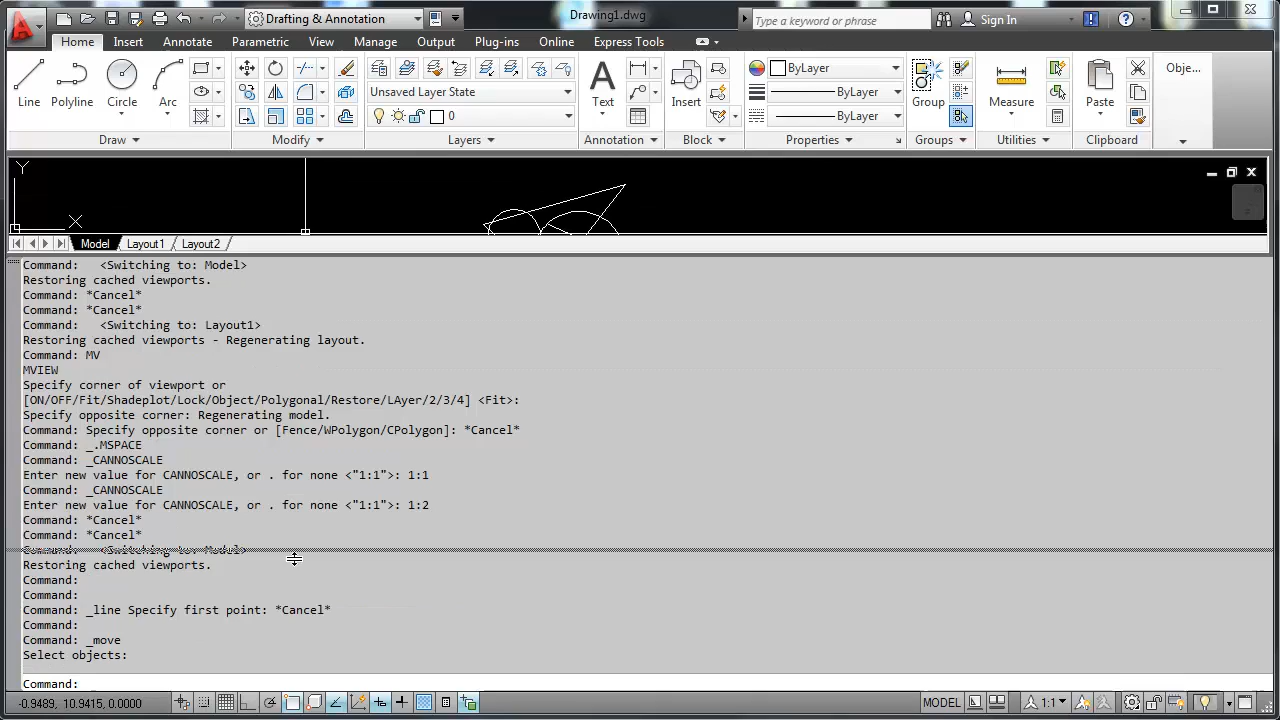 Drafting & Annotation
Drawing1.dwg
Type a keyword or phrase
Sign In
Home
Insert
Annotate
Parametric
View
Manage
Output
Plug-ins
Online
Express Tools
Line
Polyline
Circle
Arc
Draw
Modify
Unsaved Layer State
0
Layers
Text
Annotation
Insert
Block
ByLayer
ByLayer
ByLayer
Properties
Group
Groups
Measure
Utilities
Paste
Clipboard
Obje...
Y
X
Model
Layout1
Layout2
Command:   <Switching to: Model>
Restoring cached viewports.
Command: *Cancel*
Command: *Cancel*
Command:   <Switching to: Layout1>
Restoring cached viewports - Regenerating layout.
Command: MV
MVIEW
Specify corner of viewport or
[ON/OFF/Fit/Shadeplot/Lock/Object/Polygonal/Restore/LAyer/2/3/4] <Fit>:
Specify opposite corner: Regenerating model.
Command: Specify opposite corner or [Fence/WPolygon/CPolygon]: *Cancel*
Command: _.MSPACE
Command: _CANNOSCALE
Enter new value for CANNOSCALE, or . for none <"1:1">: 1:1
Command: _CANNOSCALE
Enter new value for CANNOSCALE, or . for none <"1:1">: 1:2
Command: *Cancel*
Command: *Cancel*
Command:   <Switching to: Model>
Restoring cached viewports.
Command:
Command:
Command: _line Specify first point: *Cancel*
Command:
Command: _move
Select objects:
Command:
-0.9489, 10.9415, 0.0000
MODEL
1:1